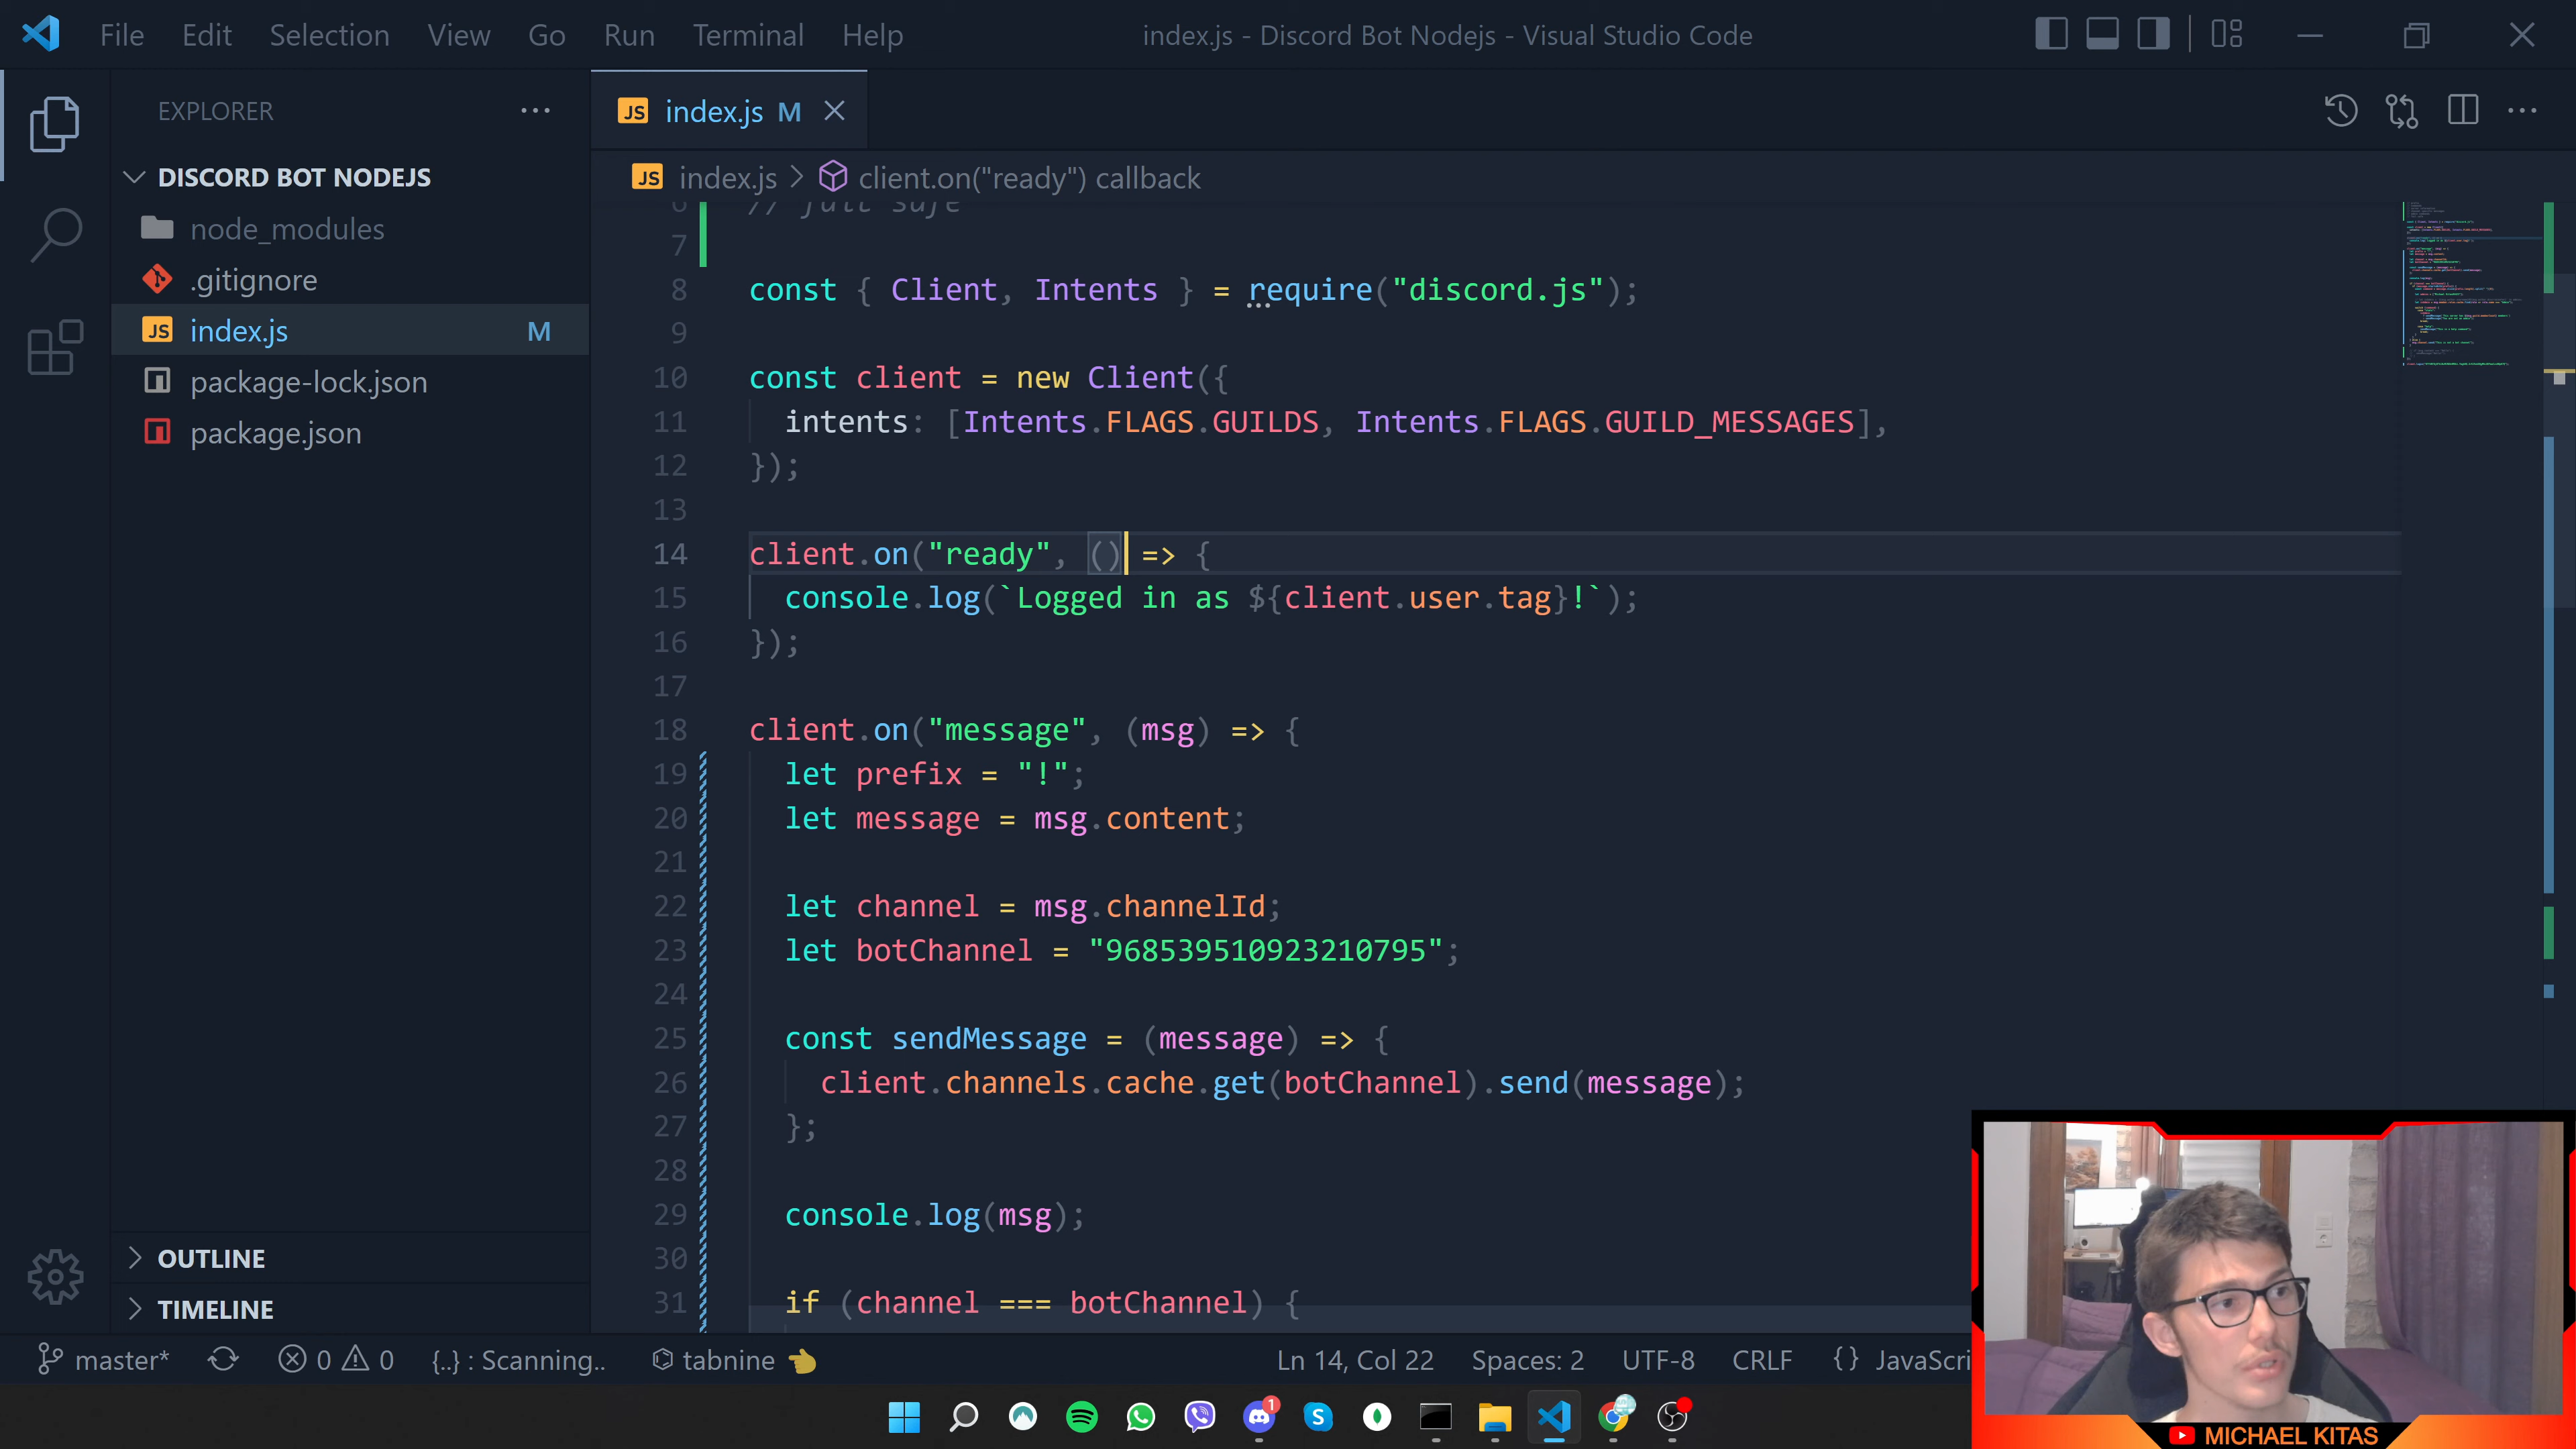 File Edit Selection View Go Run Terminal Help
index.js - Discord Bot Nodejs - Visual Studio Code
EXPLORER
DISCORD BOT NODEJS
node_modules
.gitignore
JS index.js M
package-lock.json
package.json
OUTLINE
TIMELINE
JS index.js M
JS index.js > client.on("ready") callback
6 // full safe
7
8 const { Client, Intents } = require("discord.js");
9
10 const client = new Client({
11 intents: [Intents.FLAGS.GUILDS, Intents.FLAGS.GUILD_MESSAGES],
12 });
13
14 client.on("ready", () => {
15 console.log(`Logged in as ${client.user.tag}!`);
16 });
17
18 client.on("message", (msg) => {
19 let prefix = "!";
20 let message = msg.content;
21
22 let channel = msg.channelId;
23 let botChannel = "968539510923210795";
24
25 const sendMessage = (message) => {
26 client.channels.cache.get(botChannel).send(message);
27 };
28
29 console.log(msg);
30
31 if (channel === botChannel) {
master* 0 0 {..} : Scanning.. tabnine Ln 14, Col 22 Spaces: 2 UTF-8 CRLF {} JavaScri
1
MICHAEL KITAS